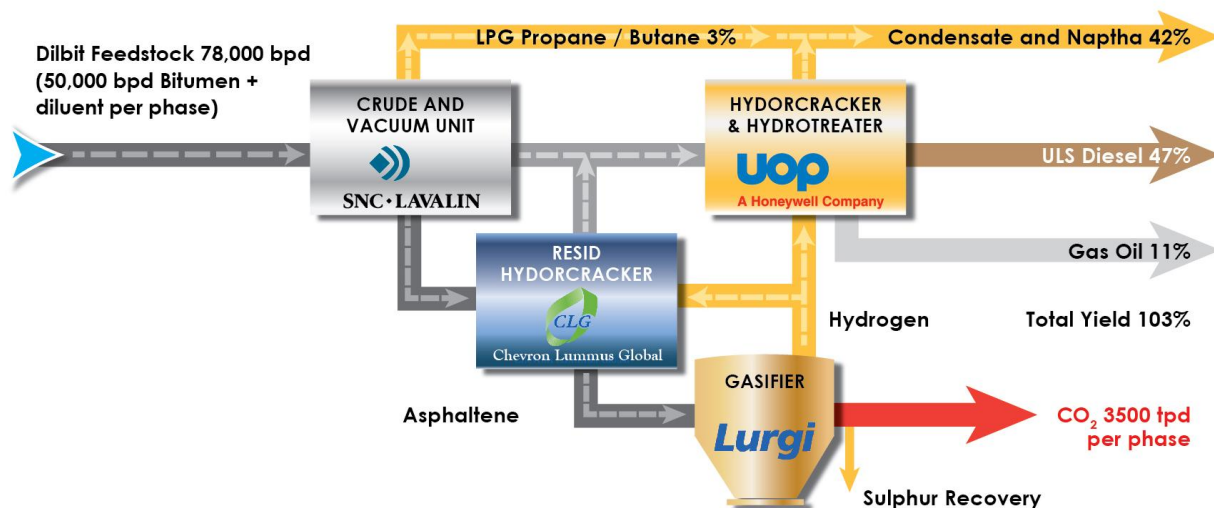 Dilbit Feedstock 78,000 bpd
(50,000 bpd Bitumen +
diluent per phase)
LPG Propane / Butane 3%
Condensate and Naptha 42%
CRUDE AND
VACUUM UNIT
SNC•LAVALIN
HYDORCRACKER
& HYDROTREATER
uop
A Honeywell Company
ULS Diesel 47%
RESID
HYDORCRACKER
CLG
Chevron Lummus Global
Gas Oil 11%
Hydrogen
Total Yield 103%
Asphaltene
GASIFIER
Lurgi
CO₂ 3500 tpd
per phase
Sulphur Recovery